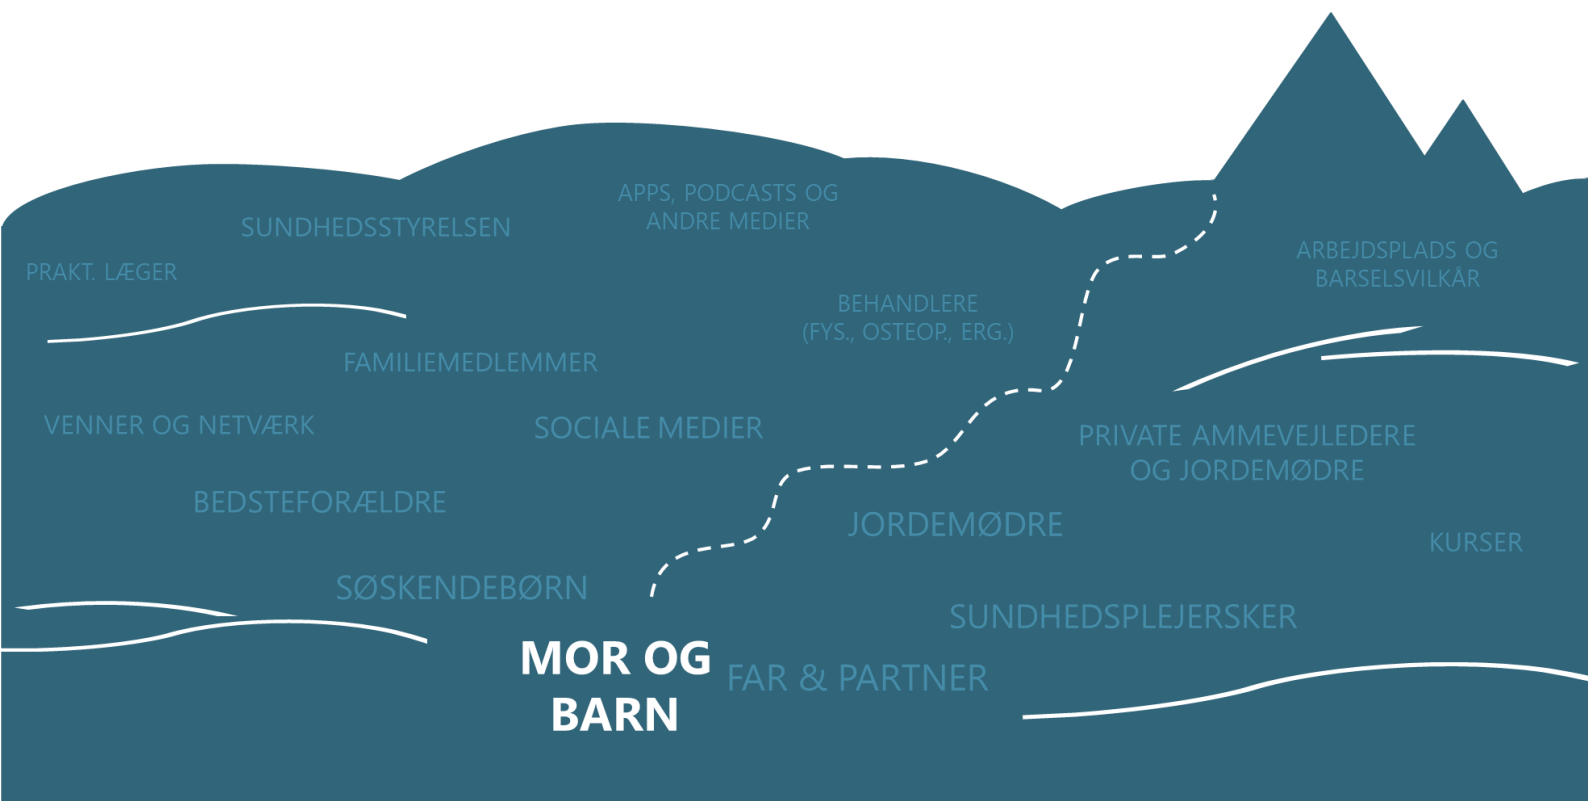 APPS, PODCASTS OG
ANDRE MEDIER
SUNDHEDSSTYRELSEN
PRAKT. LÆGER
ARBEJDSPLADS OG
BARSELSVILKÅR
BEHANDLERE
(FYS., OSTEOP., ERG.)
FAMILIEMEDLEMMER
VENNER OG NETVÆRK
SOCIALE MEDIER
PRIVATE AMMEVEJLEDERE
OG JORDEMØDRE
BEDSTEFORÆLDRE
JORDEMØDRE
KURSER
SØSKENDEBØRN
SUNDHEDSPLEJERSKER
MOR OG
BARN
FAR & PARTNER